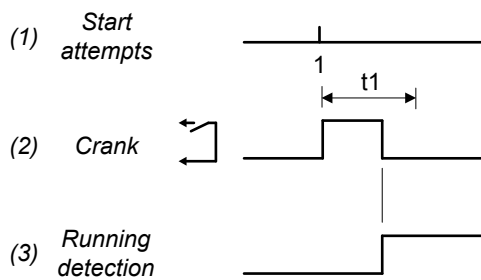 (1) Start attempts
1
t1
(2) Crank
(3) Running detection